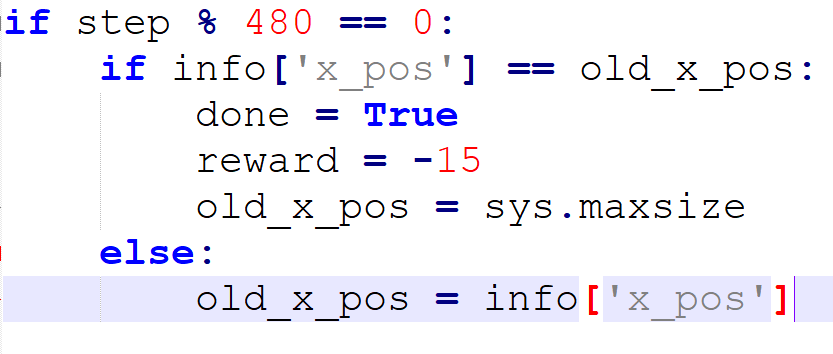 if step % 480 == 0:
    if info['x_pos'] == old_x_pos:
        done = True
        reward = -15
        old_x_pos = sys.maxsize
    else:
        old_x_pos = info['x_pos']